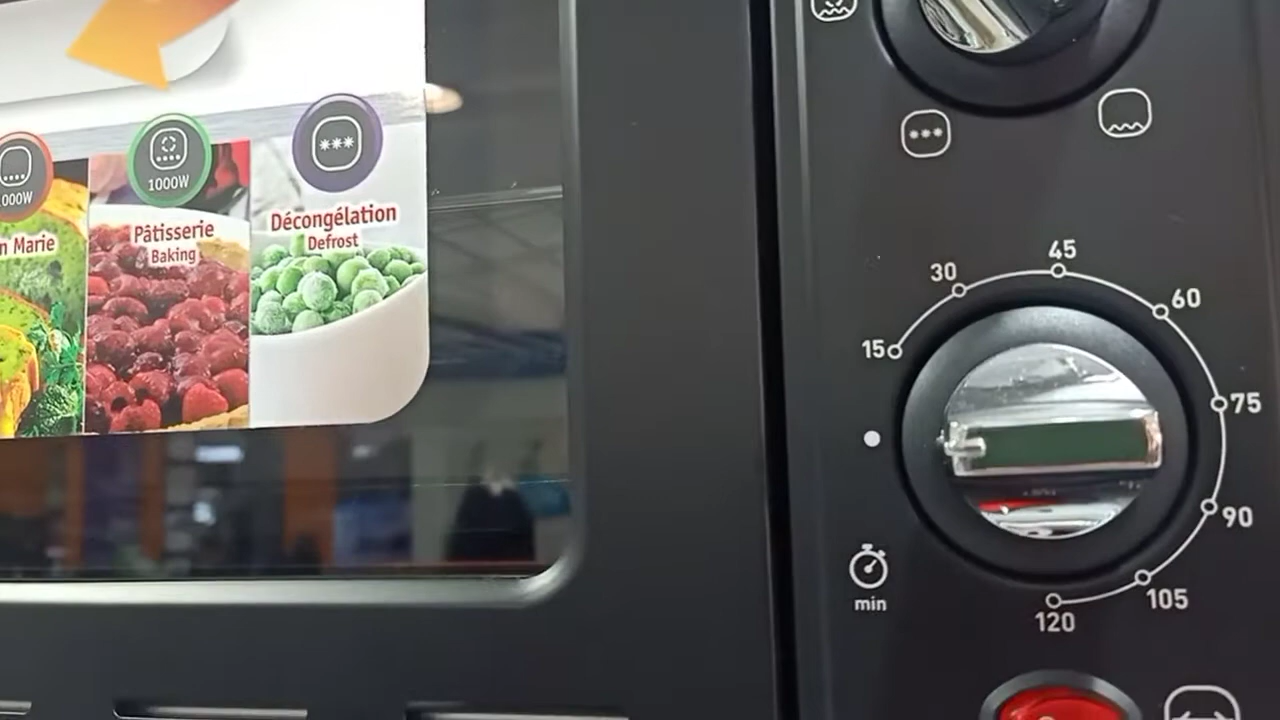 1000W
Décongélation
Defrost
Pâtisserie
Baking
000W
n Marie
45
30
60
15
75
90
min
105
120